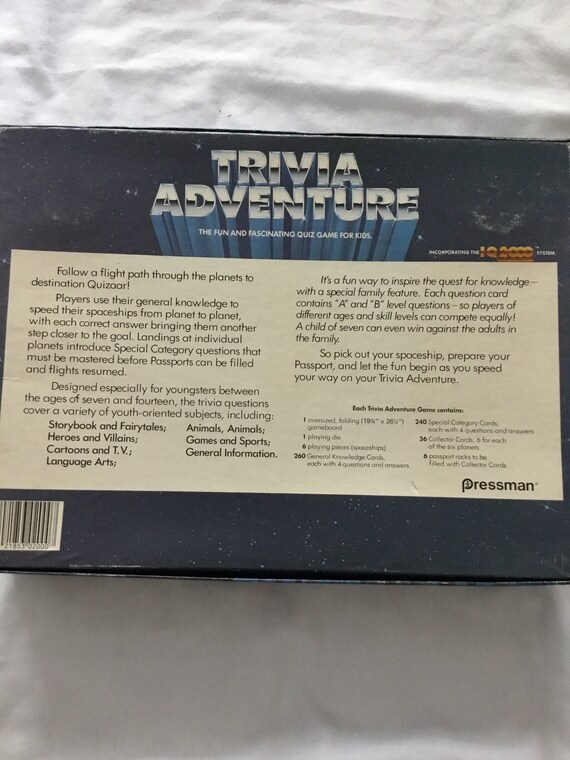 TRIVIA
ADVENTURE
THE FUN AND FASCINATING QUIZ GAME FOR KIDS.
INCORPORATING THE IQ2000™ SYSTEM.
Follow a flight path through the planets to
destination Quizaar!
Players use their general knowledge to
speed their spaceships from planet to planet,
with each correct answer bringing them another
step closer to the goal. Landings at individual
planets introduce Special Category questions that
must be mastered before Passports can be filled
and flights resumed.
Designed especially for youngsters between
the ages of seven and fourteen, the trivia questions
cover a variety of youth-oriented subjects, including:
Storybook and Fairytales;
Heroes and Villains;
Cartoons and T.V.;
Language Arts;
Animals, Animals;
Games and Sports;
General Information.
It's a fun way to inspire the quest for knowledge—
with a special family feature. Each question card
contains "A" and "B" level questions—so players of
different ages and skill levels can compete equally!
A child of seven can even win against the adults in
the family.
So pick out your spaceship, prepare your
Passport, and let the fun begin as you speed
your way on your Trivia Adventure.
Each Trivia Adventure Game contains:
1 oversized, folding (19¾" x 26¼")
gameboard
1 playing die
6 playing pieces (spaceships)
260 General Knowledge Cards,
each with 4 questions and answers
240 Special Category Cards,
each with 4 questions and answers
36 Collector Cards, 6 for each
of the six planets
6 passport racks to be
filled with Collector Cards.
Pressman®
21853 02000